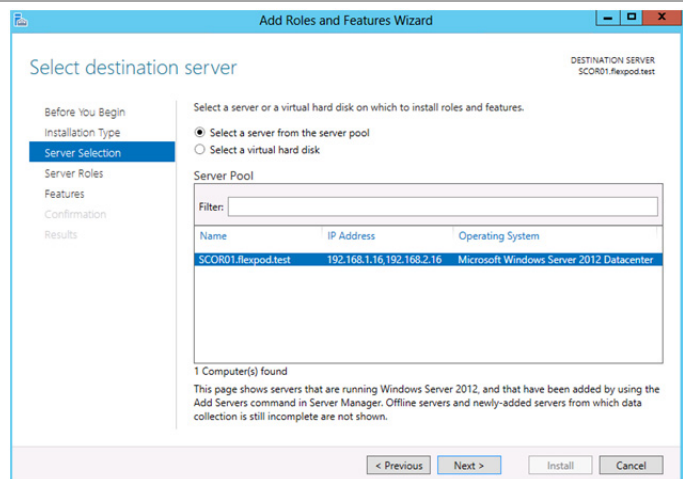 Add Roles and Features Wizard
Select destination server
DESTINATION SERVER
SCOR01.flexpod.test
Before You Begin
Installation Type
Server Selection
Server Roles
Features
Confirmation
Results
Select a server or a virtual hard disk on which to install roles and features.
Select a server from the server pool
Select a virtual hard disk
Server Pool
Filter:
Name IP Address Operating System
SCOR01.flexpod.test 192.168.1.16,192.168.2.16 Microsoft Windows Server 2012 Datacenter
1 Computer(s) found
This page shows servers that are running Windows Server 2012, and that have been added by using the
Add Servers command in Server Manager. Offline servers and newly-added servers from which data
collection is still incomplete are not shown.
< Previous Next > Install Cancel